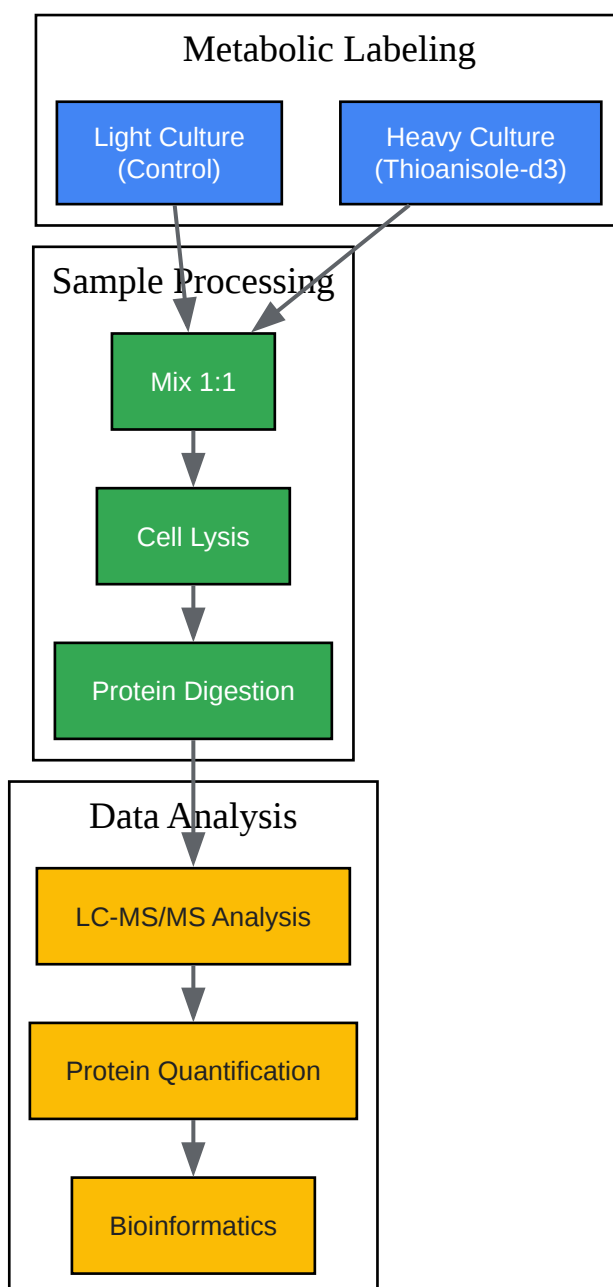 Metabolic Labeling
Light Culture
(Control)
Heavy Culture
(Thioanisole-d3)
Sample Processing
Mix 1:1
Cell Lysis
Protein Digestion
Data Analysis
LC-MS/MS Analysis
Protein Quantification
Bioinformatics